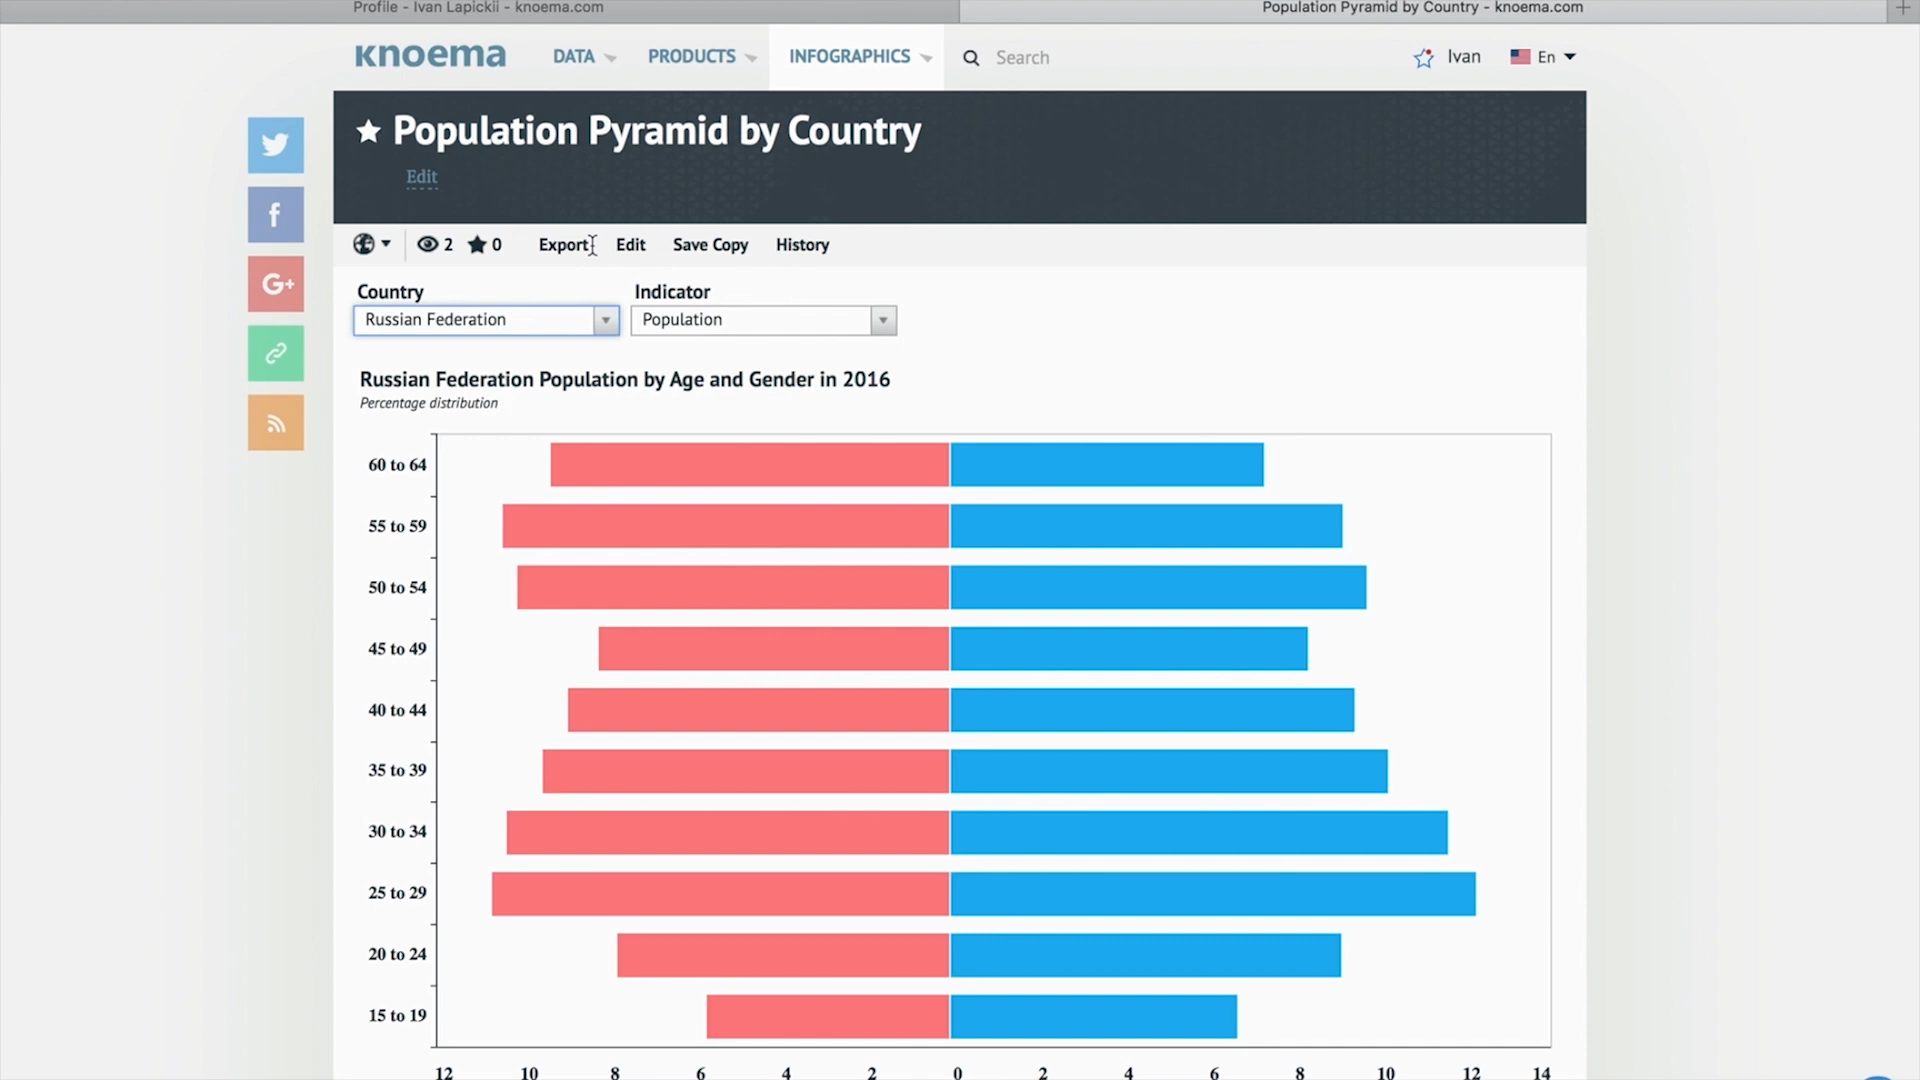 Profile - Ivan Lapickii - knoema.com
Population Pyramid by Country - knoema.com
knoema DATA PRODUCTS INFOGRAPHICS Search Ivan En
Population Pyramid by Country
Edit
2 0 Export Edit Save Copy History
Country Indicator
Russian Federation Population
Russian Federation Population by Age and Gender in 2016
Percentage distribution
60 to 64
55 to 59
50 to 54
45 to 49
40 to 44
35 to 39
30 to 34
25 to 29
20 to 24
15 to 19
12 10 8 6 4 2 0 2 4 6 8 10 12 14